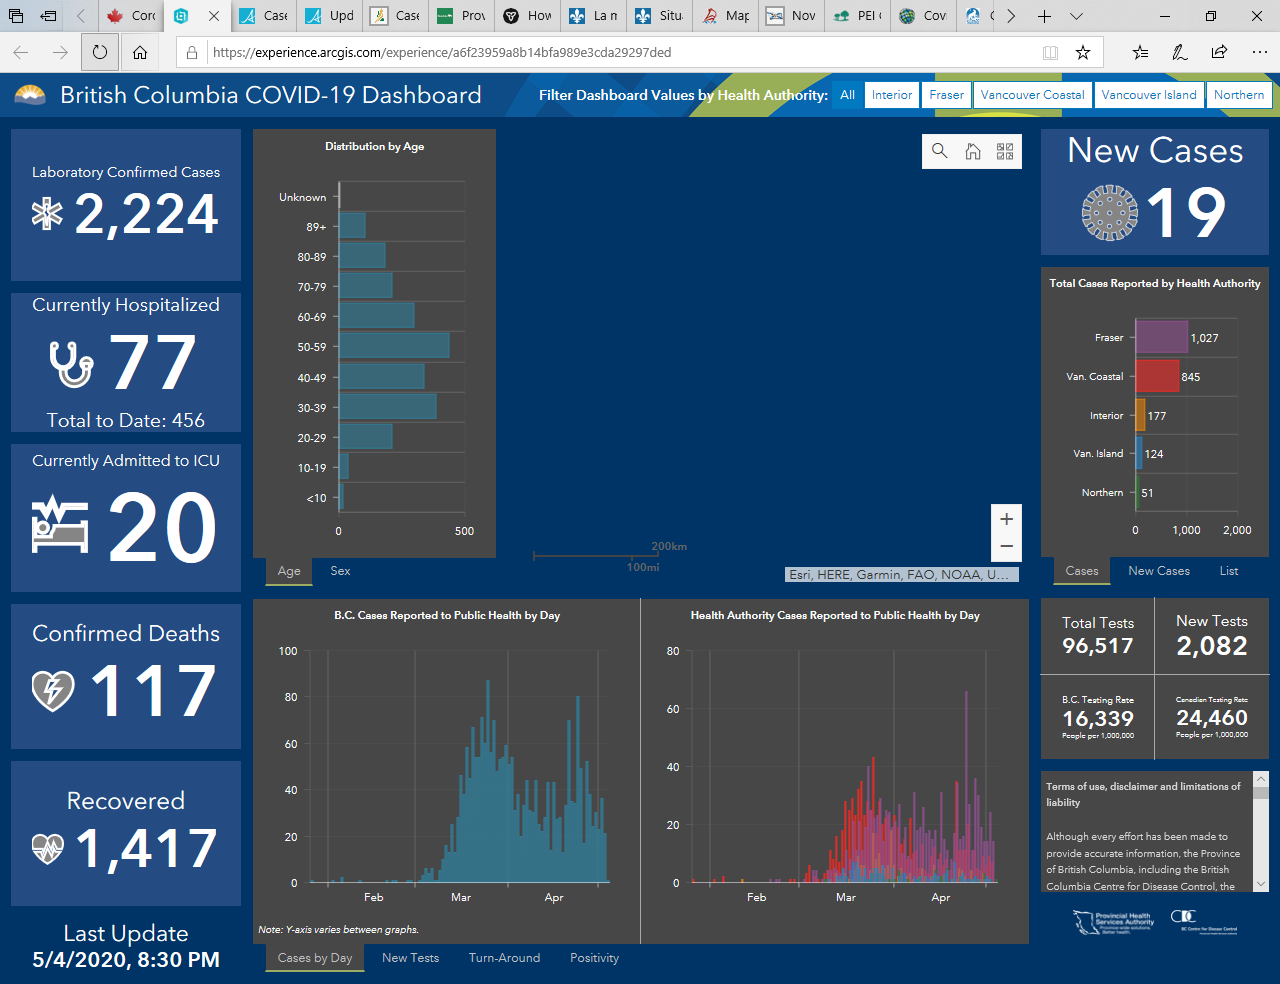 Coro
Case
Upd
Case
Prov
How
La m
Situa
Map
Nov
PEI C
Covi
https://experience.arcgis.com/experience/a6f23959a8b14bfa989e3cda29297ded
British Columbia COVID-19 Dashboard
Filter Dashboard Values by Health Authority: All Interior Fraser Vancouver Coastal Vancouver Island Northern
Laboratory Confirmed Cases
2,224
Currently Hospitalized
77
Total to Date: 456
Currently Admitted to ICU
20
Confirmed Deaths
117
Recovered
1,417
Last Update
5/4/2020, 8:30 PM
Distribution by Age
Unknown
89+
80-89
70-79
60-69
50-59
40-49
30-39
20-29
10-19
<10
0 500
Age Sex
200km
100mi
Esri, HERE, Garmin, FAO, NOAA, U...
New Cases
19
Total Cases Reported by Health Authority
Fraser 1,027
Van. Coastal 845
Interior 177
Van. Island 124
Northern 51
0 1,000 2,000
Cases New Cases List
B.C. Cases Reported to Public Health by Day
100
80
60
40
20
0
Feb Mar Apr
Note: Y-axis varies between graphs.
Health Authority Cases Reported to Public Health by Day
80
60
40
20
0
Feb Mar Apr
Cases by Day New Tests Turn-Around Positivity
Total Tests
96,517
New Tests
2,082
B.C. Testing Rate
16,339
People per 1,000,000
Canadian Testing Rate
24,460
People per 1,000,000
Terms of use, disclaimer and limitations of
liability
Although every effort has been made to
provide accurate information, the Province
of British Columbia, including the British
Columbia Centre for Disease Control, the
Provincial Health
Services Authority
Province-wide solutions.
Better health.
BC Centre for Disease Control